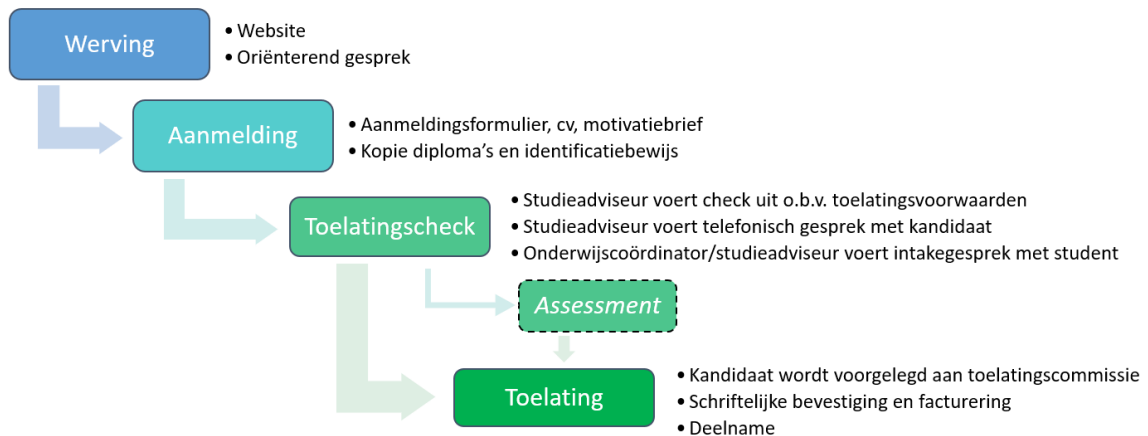 Werving
• Website
• Oriënterend gesprek
Aanmelding
• Aanmeldingsformulier, cv, motivatiebrief
• Kopie diploma's en identificatiebewijs
Toelatingscheck
• Studieadviseur voert check uit o.b.v. toelatingsvoorwaarden
• Studieadviseur voert telefonisch gesprek met kandidaat
• Onderwijscoördinator/studieadviseur voert intakegesprek met student
Assessment
Toelating
• Kandidaat wordt voorgelegd aan toelatingscommissie
• Schriftelijke bevestiging en facturering
• Deelname